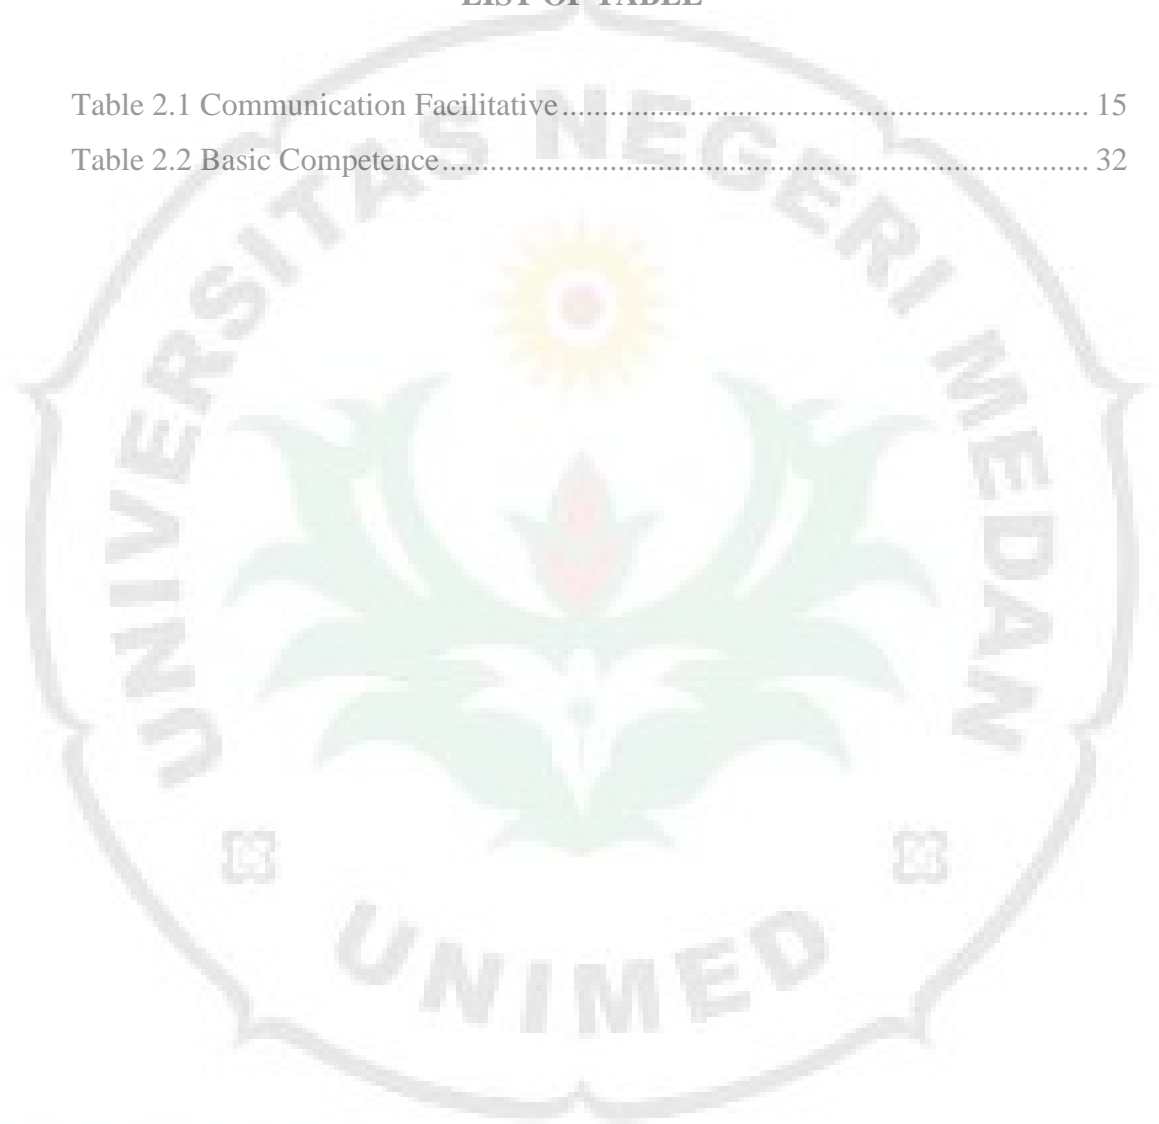 LIST OF TABLE
Table 2.1 Communication Facilitative.................................................................. 15
Table 2.2 Basic Competence................................................................................. 32
UNIVERSITAS NEGERI MEDAN
UNIMED